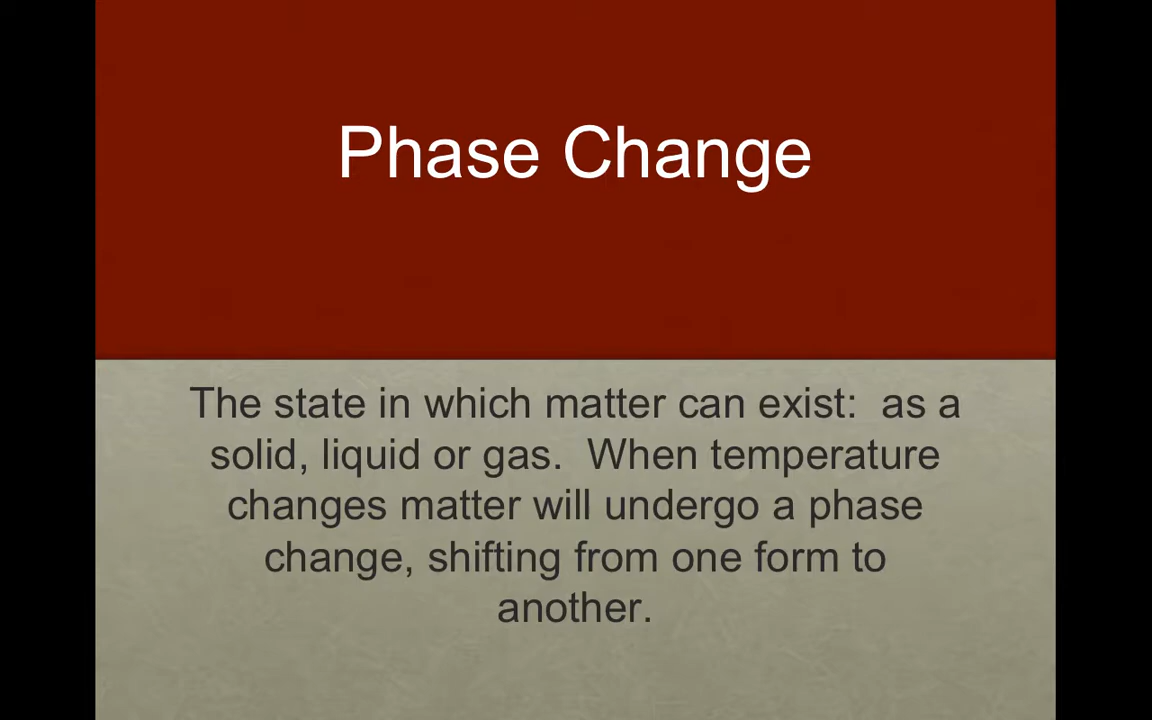 Phase Change
The state in which matter can exist:  as a
solid, liquid or gas.  When temperature
changes matter will undergo a phase
change, shifting from one form to
another.